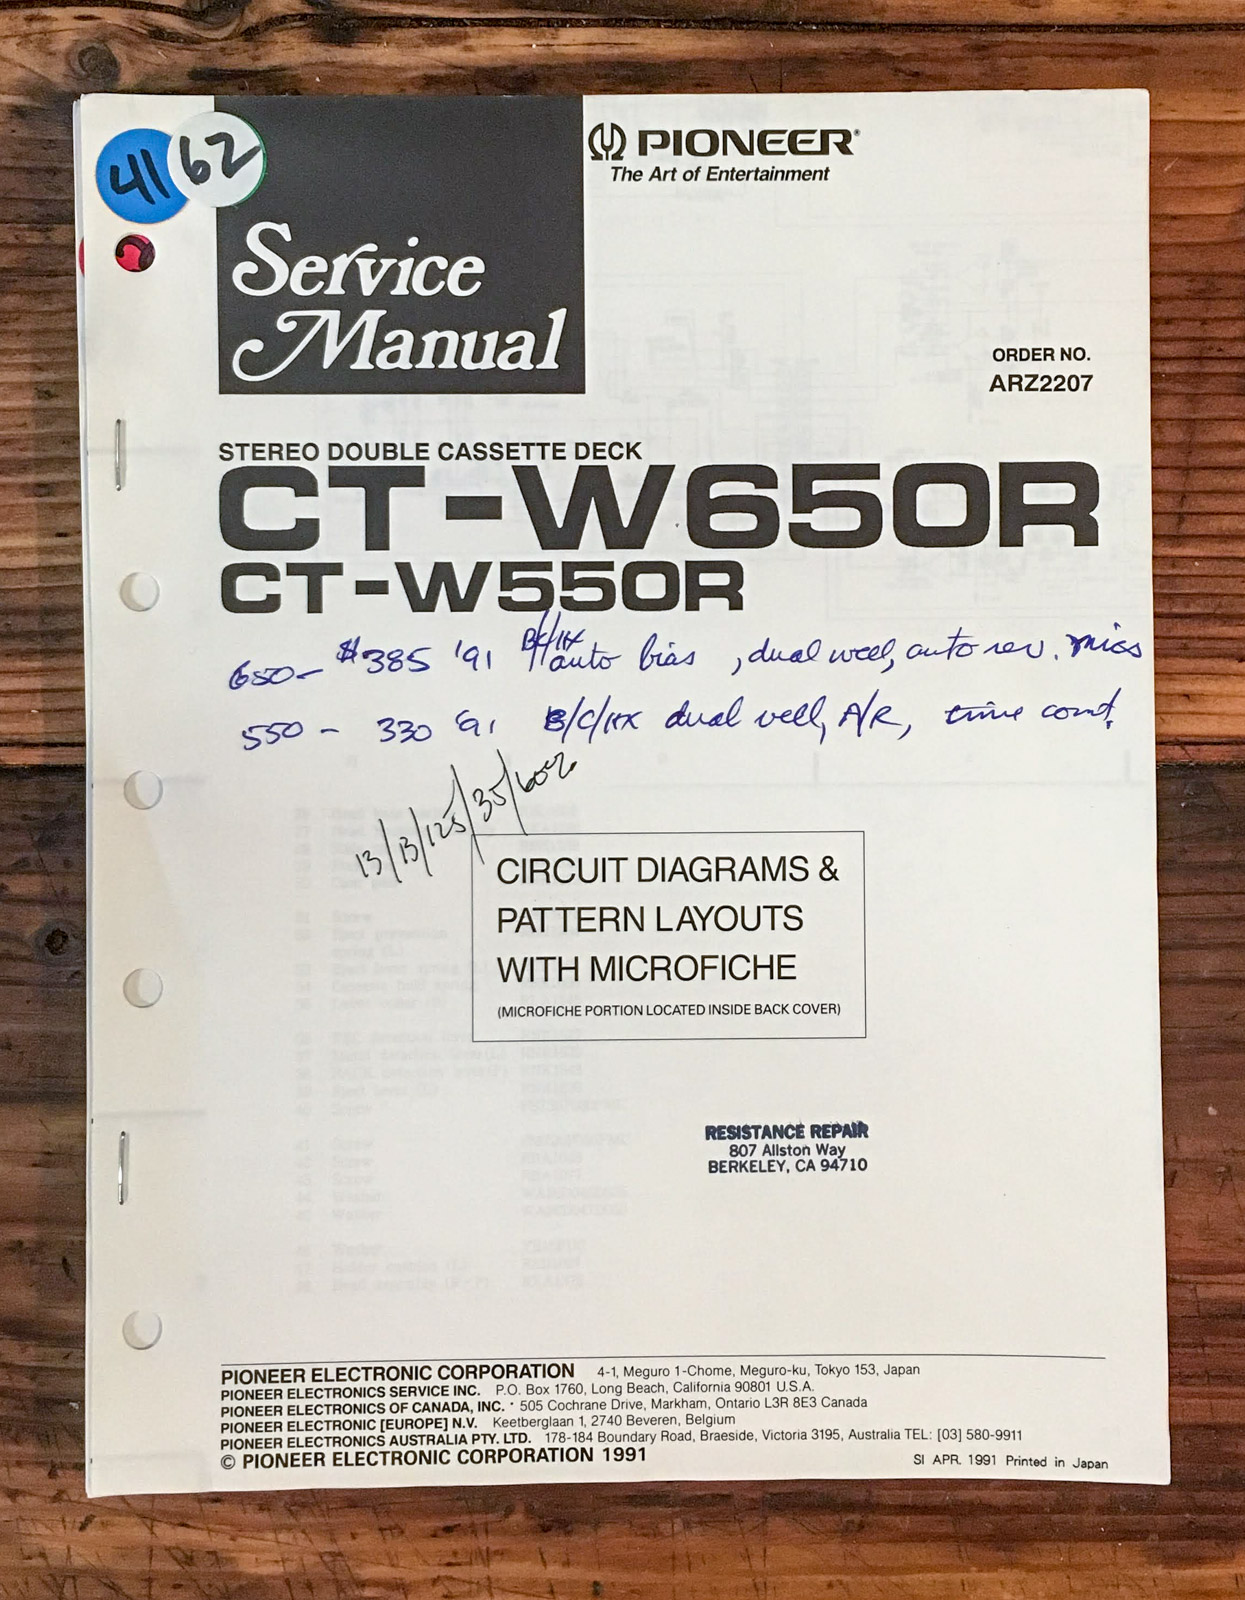 41
62
2
PIONEER®
The Art of Entertainment
Service
Manual
ORDER NO.
ARZ2207
STEREO DOUBLE CASSETTE DECK
CT-W650R
CT-W550R
650- $385 '91 B/C/HX auto bias, dual well, auto rev.
550 - 330 '91 B/C/HX dual well, A/R, time count.
13/13/125/35/60%
CIRCUIT DIAGRAMS &
PATTERN LAYOUTS
WITH MICROFICHE
(MICROFICHE PORTION LOCATED INSIDE BACK COVER)
RESISTANCE REPAIR
807 Allston Way
BERKELEY, CA 94710
PIONEER ELECTRONIC CORPORATION 4-1, Meguro 1-Chome, Meguro-ku, Tokyo 153, Japan
PIONEER ELECTRONICS SERVICE INC. P.O. Box 1760, Long Beach, California 90801 U.S.A.
PIONEER ELECTRONICS OF CANADA, INC. · 505 Cochrane Drive, Markham, Ontario L3R 8E3 Canada
PIONEER ELECTRONIC [EUROPE] N.V. Keetberglaan 1, 2740 Beveren, Belgium
PIONEER ELECTRONICS AUSTRALIA PTY. LTD. 178-184 Boundary Road, Braeside, Victoria 3195, Australia TEL: [03] 580-9911
© PIONEER ELECTRONIC CORPORATION 1991
SI APR. 1991 Printed in Japan